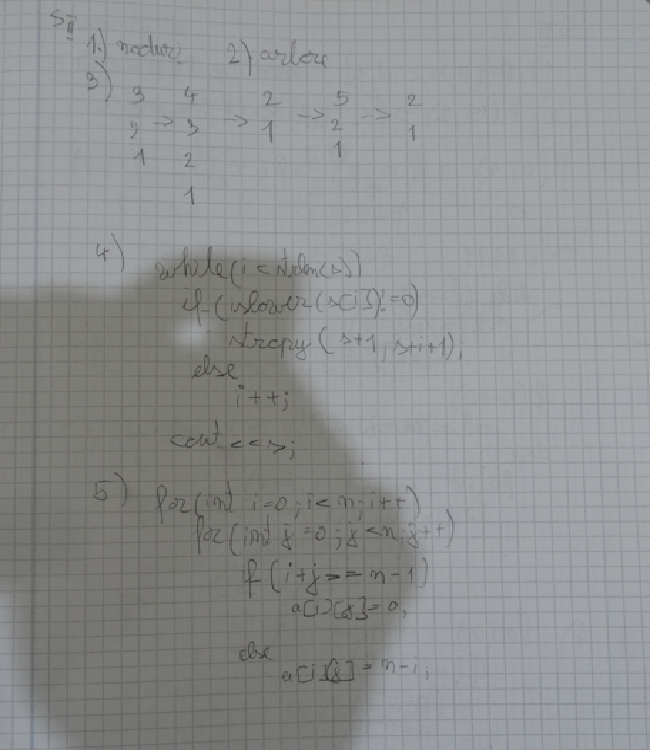 SII
1.) 2) arbore
3) 3 4 2 5 2
2 → 3 → 1 → 2 → 1
1 2 1
1
4) while(i<strlen(s))
if (islower(s[i])!=0)
strcpy(s+1, s+i+1);
else
i++;
cout<<s;
5) for(int i=0; i<n; i++)
for(int j=0; j<n; j++)
f (i+j>==n-1)
a[i][j]=0;
else
a[i][j]=n-i;